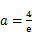 a = 4/e